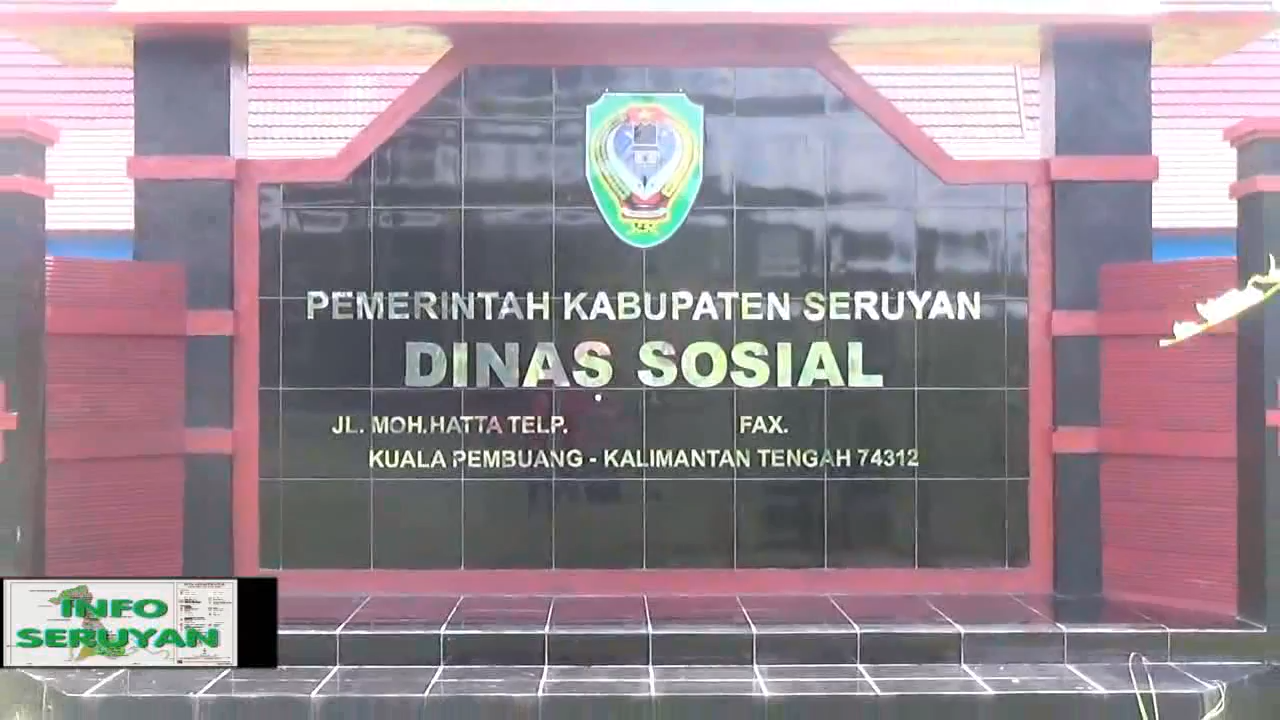 PEMERINTAH KABUPATEN SERUYAN
DINAS SOSIAL
JL. MOH.HATTA TELP. FAX.
KUALA PEMBUANG - KALIMANTAN TENGAH 74312
INFO
SERUYAN